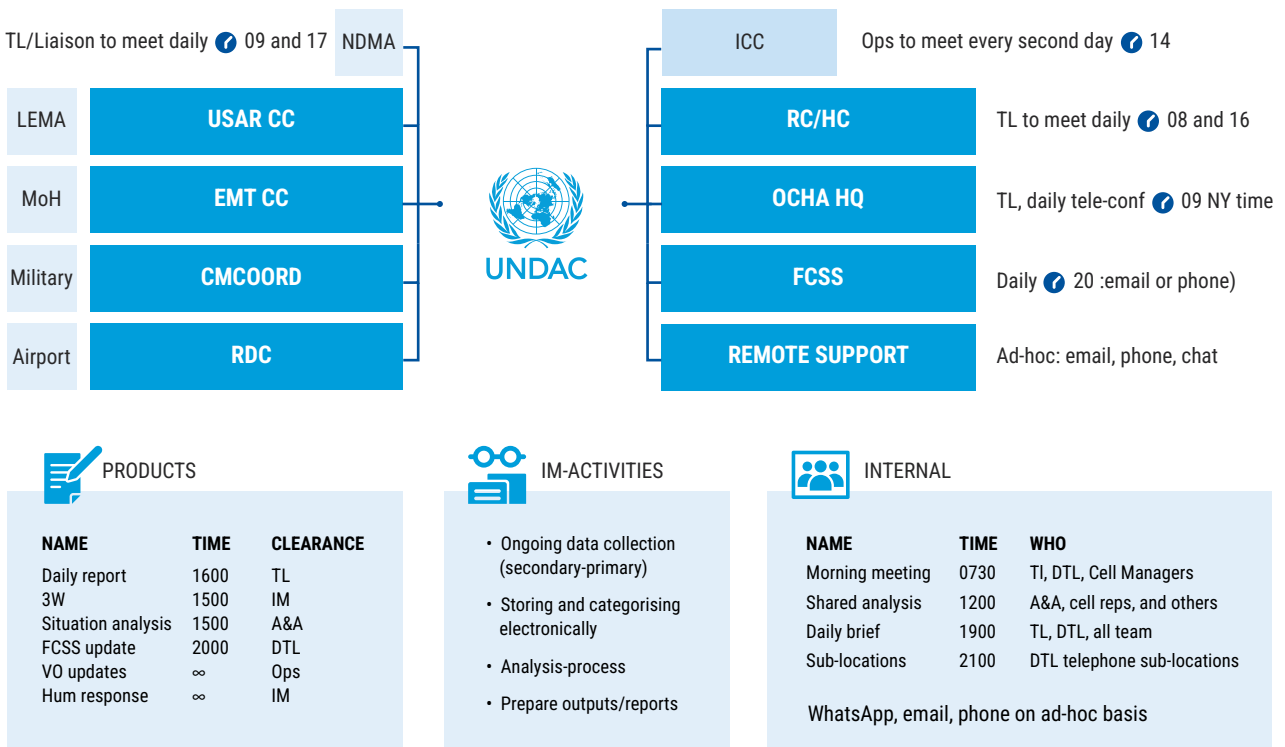 TL/Liaison to meet daily 09 and 17 NDMA
LEMA USAR CC
MoH EMT CC
Military CMCOORD
Airport RDC
UNDAC
ICC Ops to meet every second day 14
RC/HC TL to meet daily 08 and 16
OCHA HQ TL, daily tele-conf 09 NY time
FCSS Daily 20 :email or phone)
REMOTE SUPPORT Ad-hoc: email, phone, chat
PRODUCTS
NAME TIME CLEARANCE
Daily report 1600 TL
3W 1500 IM
Situation analysis 1500 A&A
FCSS update 2000 DTL
VO updates ∞ Ops
Hum response ∞ IM
IM-ACTIVITIES
• Ongoing data collection
(secondary-primary)
• Storing and categorising
electronically
• Analysis-process
• Prepare outputs/reports
INTERNAL
NAME TIME WHO
Morning meeting 0730 Tl, DTL, Cell Managers
Shared analysis 1200 A&A, cell reps, and others
Daily brief 1900 TL, DTL, all team
Sub-locations 2100 DTL telephone sub-locations
WhatsApp, email, phone on ad-hoc basis